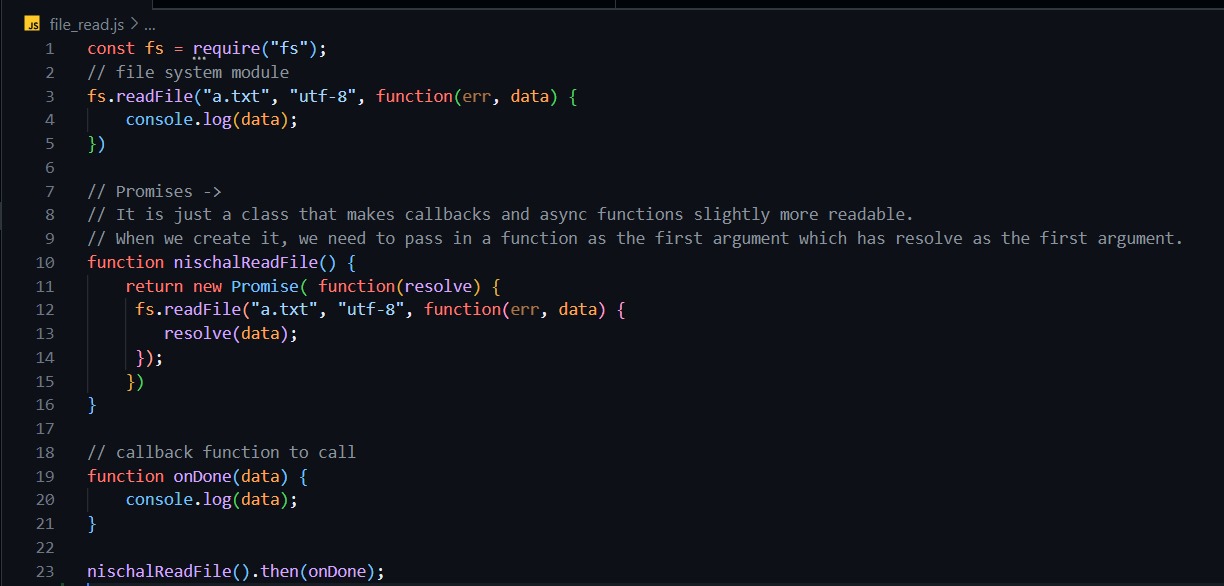 JS file_read.js > ...
1 const fs = require("fs");
2 // file system module
3 fs.readFile("a.txt", "utf-8", function(err, data) {
4     console.log(data);
5 })
6
7 // Promises ->
8 // It is just a class that makes callbacks and async functions slightly more readable.
9 // When we create it, we need to pass in a function as the first argument which has resolve as the first argument.
10 function nischalReadFile() {
11     return new Promise( function(resolve) {
12      fs.readFile("a.txt", "utf-8", function(err, data) {
13         resolve(data);
14      });
15     })
16 }
17
18 // callback function to call
19 function onDone(data) {
20     console.log(data);
21 }
22
23 nischalReadFile().then(onDone);